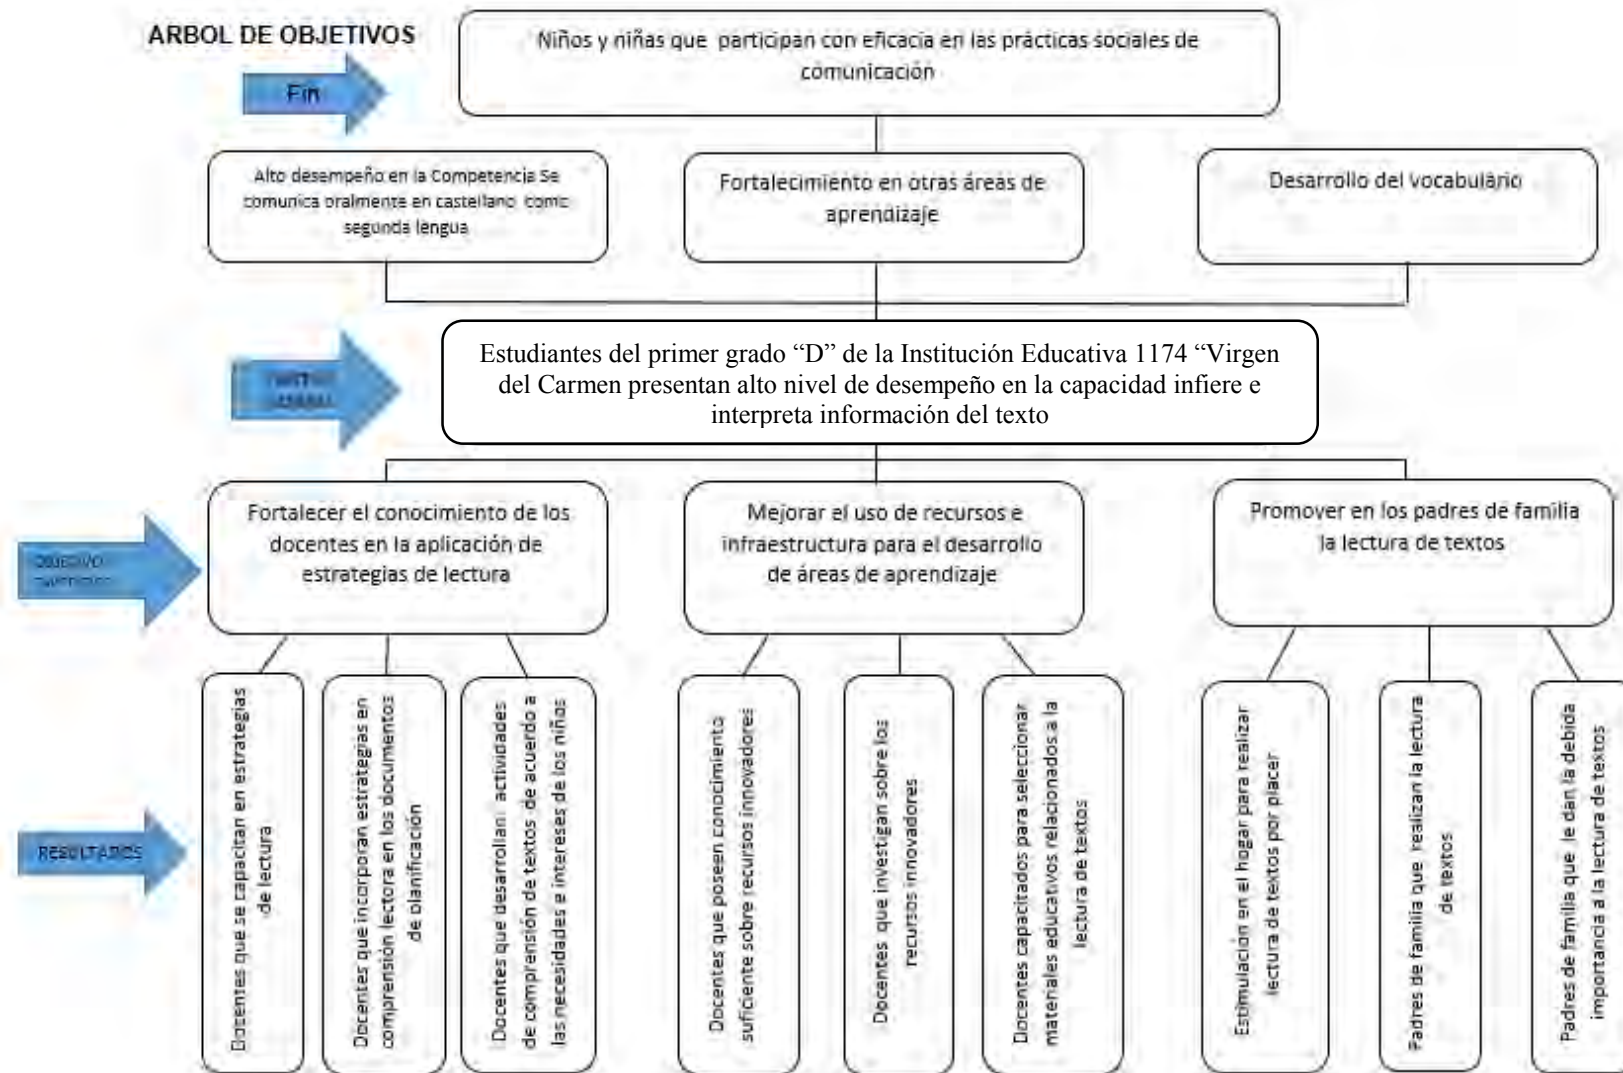 ARBOL DE OBJETIVOS
Fin
Niños y niñas que participan con eficacia en las prácticas sociales de
comunicación
Alto desempeño en la Competencia Se
comunica oralmente en castellano como
segunda lengua
Fortalecimiento en otras áreas de
aprendizaje
Desarrollo del vocabulario
Estudiantes del primer grado “D” de la Institución Educativa 1174 “Virgen
del Carmen presentan alto nivel de desempeño en la capacidad infiere e
interpreta información del texto
OBJETIVO
Fortalecer el conocimiento de los
docentes en la aplicación de
estrategias de lectura
Mejorar el uso de recursos e
infraestructura para el desarrollo
de áreas de aprendizaje
Promover en los padres de familia
la lectura de textos
RESULTADOS
Docentes que se capacitan en estrategias
de lectura
Docentes que incorporan estrategias en
comprensión lectora en los documentos
de planificación
Docentes que desarrollan actividades
de comprensión de textos de acuerdo a
las necesidades e intereses de los niños
Docentes que poseen conocimiento
suficiente sobre recursos innovadores
Docentes que investigan sobre los
recursos innovadores
Docentes capacitados para seleccionar
materiales educativos relacionados a la
lectura de textos
Estimulación en el hogar para realizar
lectura de textos por placer
Padres de familia que realizan la lectura
de textos
Padres de familia que le dan la debida
importancia a la lectura de textos